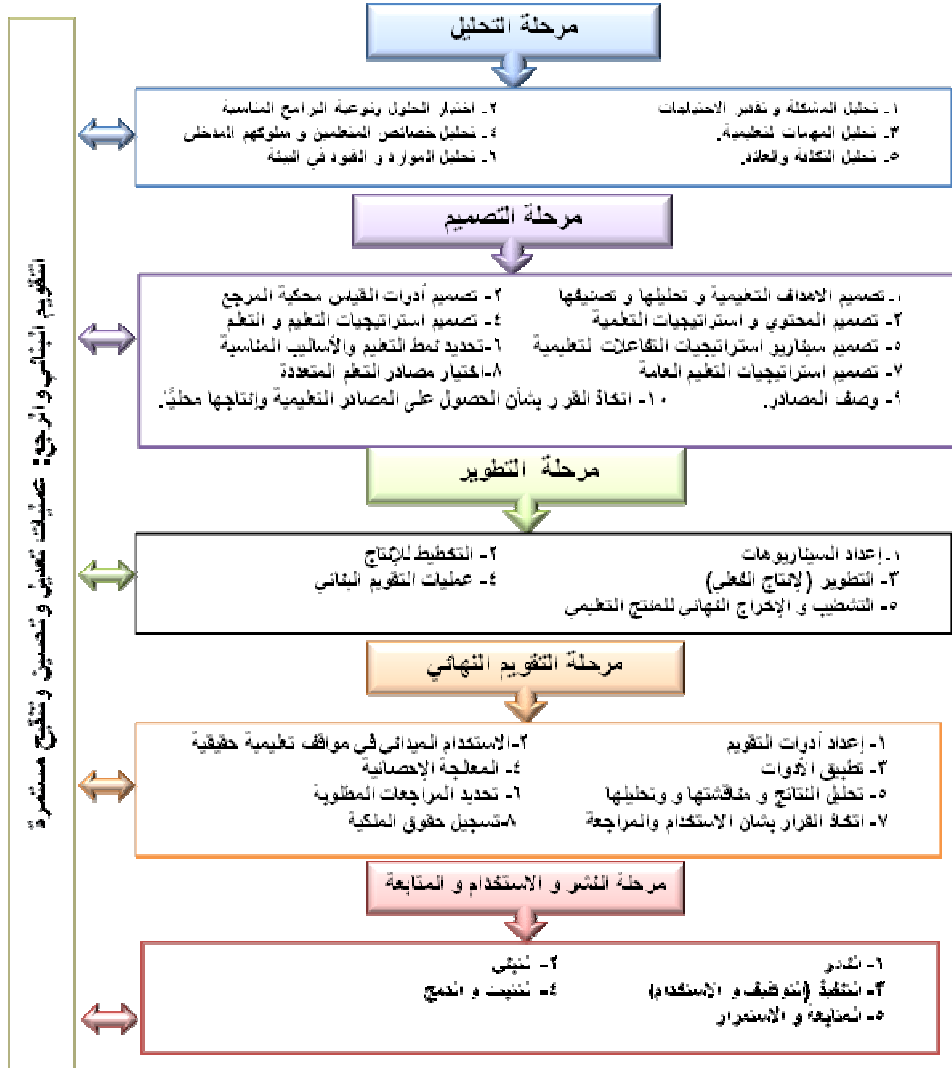 مرحلة التحليل
١- تحليل المشكلة و تقدير الاحتياجات ٢- اختيار الحلول ونوعية البرامج المناسبة
٣- تحليل المهمات التعليمية. ٤- تحليل خصائص المتعلمين و سلوكهم المدخلى
٥- تحليل التكلفة والعائد. ٦- تحليل الموارد و القيود في البيئة
مرحلة التصميم
١- تصميم الاهداف التعليمية و تحليلها و تصنيفها ٢- تصميم أدوات القياس محكية المرجع
٣- تصميم المحتوي و استراتيجيات التعلمية ٤- تصميم استراتيجيات التعليم و التعلم
٥- تصميم سيناريو استراتيجيات التفاعلات التعليمية ٦- تحديد نمط التعليم والأساليب المناسبة
٧- تصميم استراتيجيات التعليم العامة ٨- اختيار مصادر التعلم المتعددة
٩- وصف المصادر. ١٠- اتخاذ القرار بشأن الحصول على المصادر التعليمية وإنتاجها محليًا.
مرحلة التطوير
١- إعداد السيناريوهات ٢- التخطيط للإنتاج
٣- التطوير (الإنتاج الفعلى) ٤- عمليات التقويم البنائي
٥- التشطيب و الإخراج النهائي للمنتج التعليمي
مرحلة التقويم النهائي
١- إعداد أدوات التقويم ٢- الاستخدام الميدانى في مواقف تعليمية حقيقية
٣- تطبيق الأدوات ٤- المعالجة الإحصائية
٥- تحليل النتائج و مناقشتها و وتحليلها ٦- تحديد المراجعات المطلوبة
٧- اتخاذ القرار بشأن الاستخدام والمراجعة ٨- تسجيل حقوق الملكية
مرحلة النشر و الاستخدام و المتابعة
١- النشر ٢- التبنى
٣- التنفيذ (التوظيف و الاستخدام) ٤- التثبيت و الدمج
٥- المتابعة و الاستمرار
التقويم البنائي والرجع: عمليات تعديل وتحسين وتنقيح مستمرة